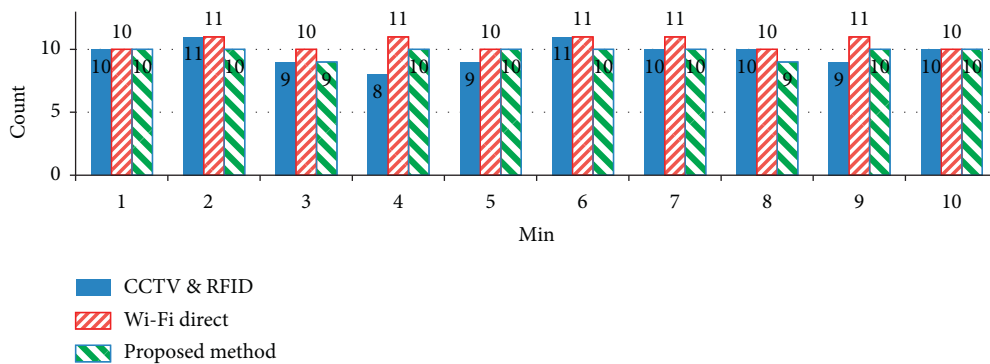 10 11 10 11 10 11 11 10 11 10
10
10 10 11 10 9 9 8 10 9 10 11 10 10 10 10 9 9 10 10 10
5
0
Count
1 2 3 4 5 6 7 8 9 10
Min
CCTV & RFID
Wi-Fi direct
Proposed method